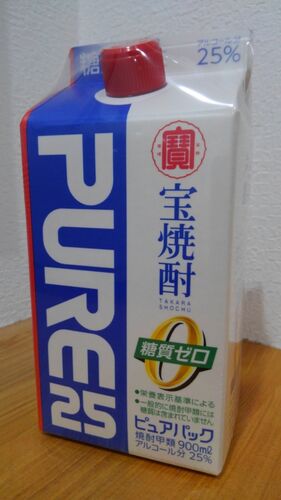 糖
アルコール分
25%
PURE25
寶
宝焼酎
TAKARA
SHOCHU
糖質ゼロ
0
●栄養表示基準による
●一般的に焼酎甲類には
糖質は含まれていません
ピュアパック
焼酎甲類 900mℓ
アルコール分 25%